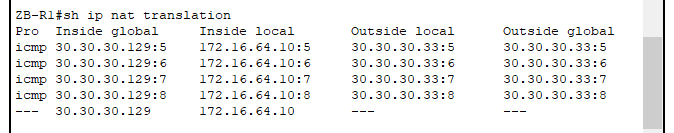 ZB-R1#sh ip nat translation
Pro  Inside global     Inside local       Outside local      Outside global
icmp 30.30.30.129:5    172.16.64.10:5     30.30.30.33:5      30.30.30.33:5
icmp 30.30.30.129:6    172.16.64.10:6     30.30.30.33:6      30.30.30.33:6
icmp 30.30.30.129:7    172.16.64.10:7     30.30.30.33:7      30.30.30.33:7
icmp 30.30.30.129:8    172.16.64.10:8     30.30.30.33:8      30.30.30.33:8
---  30.30.30.129      172.16.64.10       ---                ---